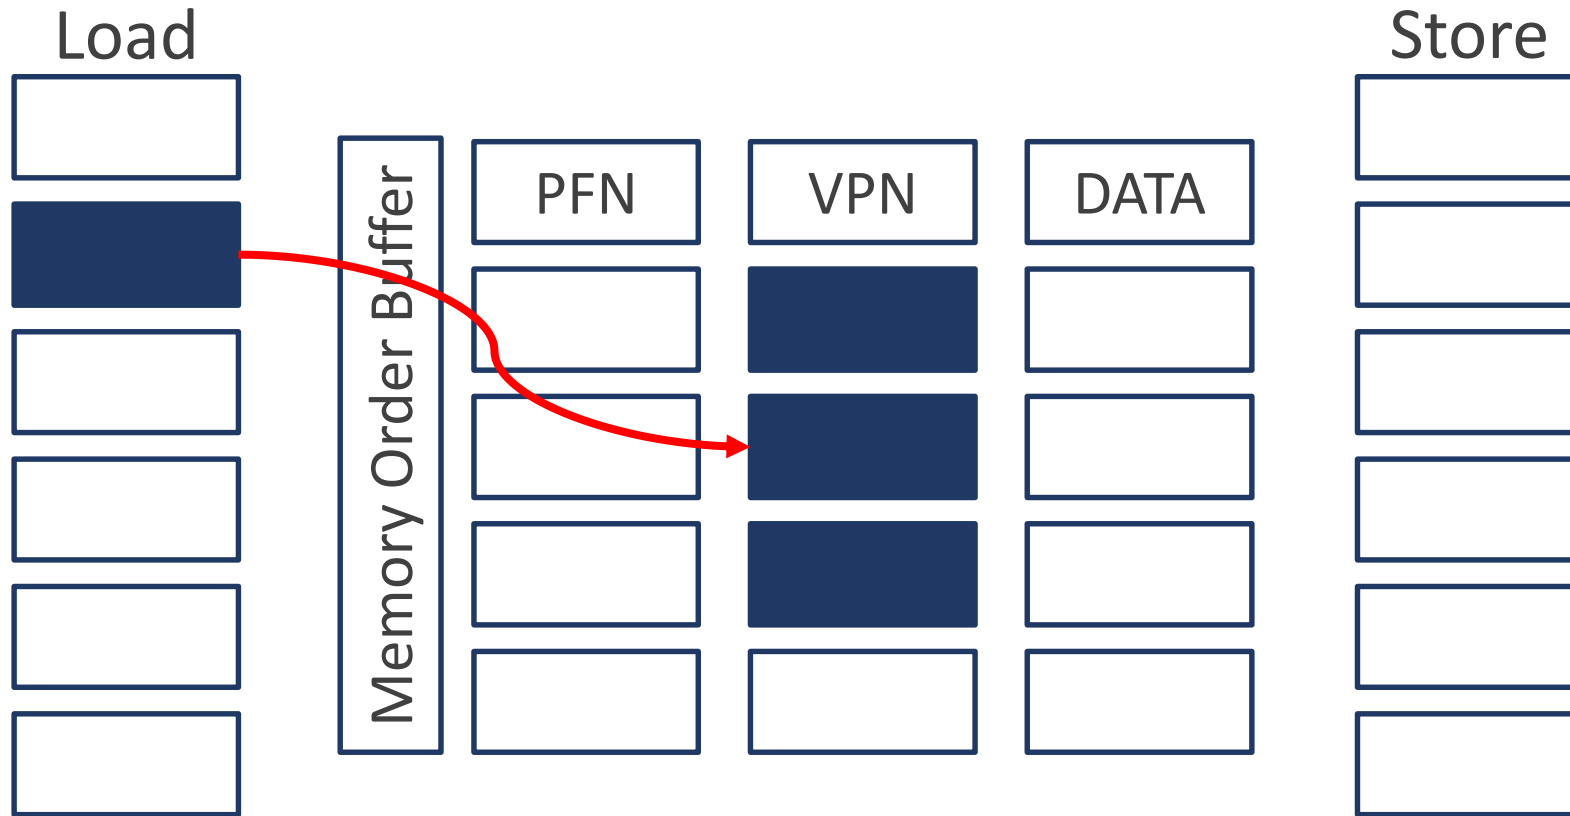 Load
Store
Memory Order Buffer
PFN
VPN
DATA